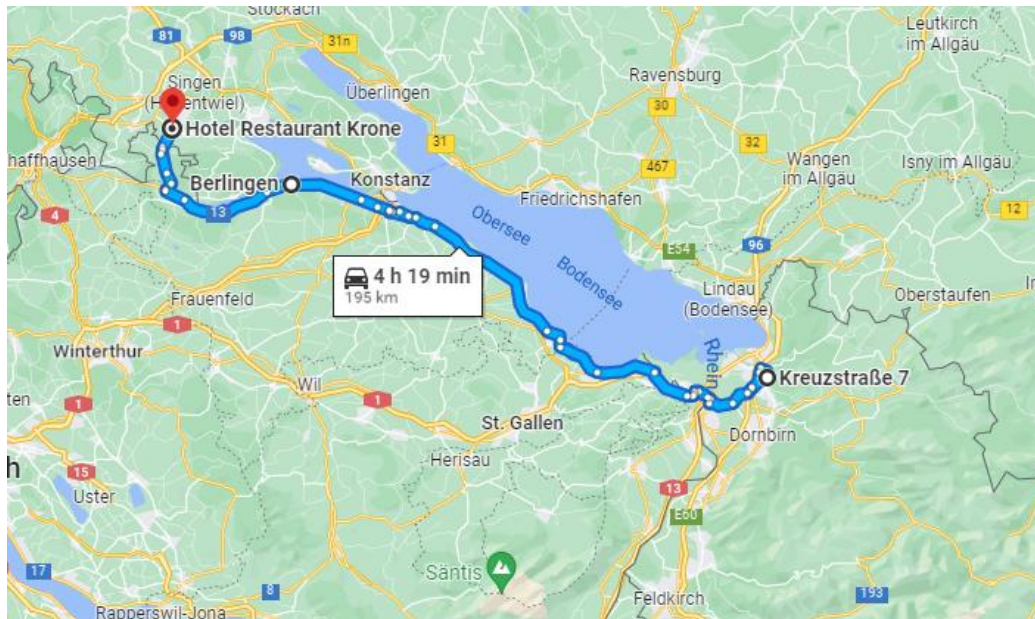 Stockach
Leutkirch
im Allgäu
81
98
31n
Ravensburg
Singen
Überlingen
30
Hotel Restaurant Krone
31
32
Wangen
im Allgäu
Isny im Allgäu
haffhausen
467
Berlingen
Konstanz
Friedrichshafen
12
4
13
Obersee
E54
96
4 h 19 min
195 km
Bodensee
Lindau
(Bodensee)
Oberstaufen
Frauenfeld
1
Rhein
Winterthur
Kreuzstraße 7
Wil
1
1
St. Gallen
Dornbirn
h
Herisau
15
13
Uster
E60
Säntis
17
8
193
Rapperswil-Jona
Feldkirch